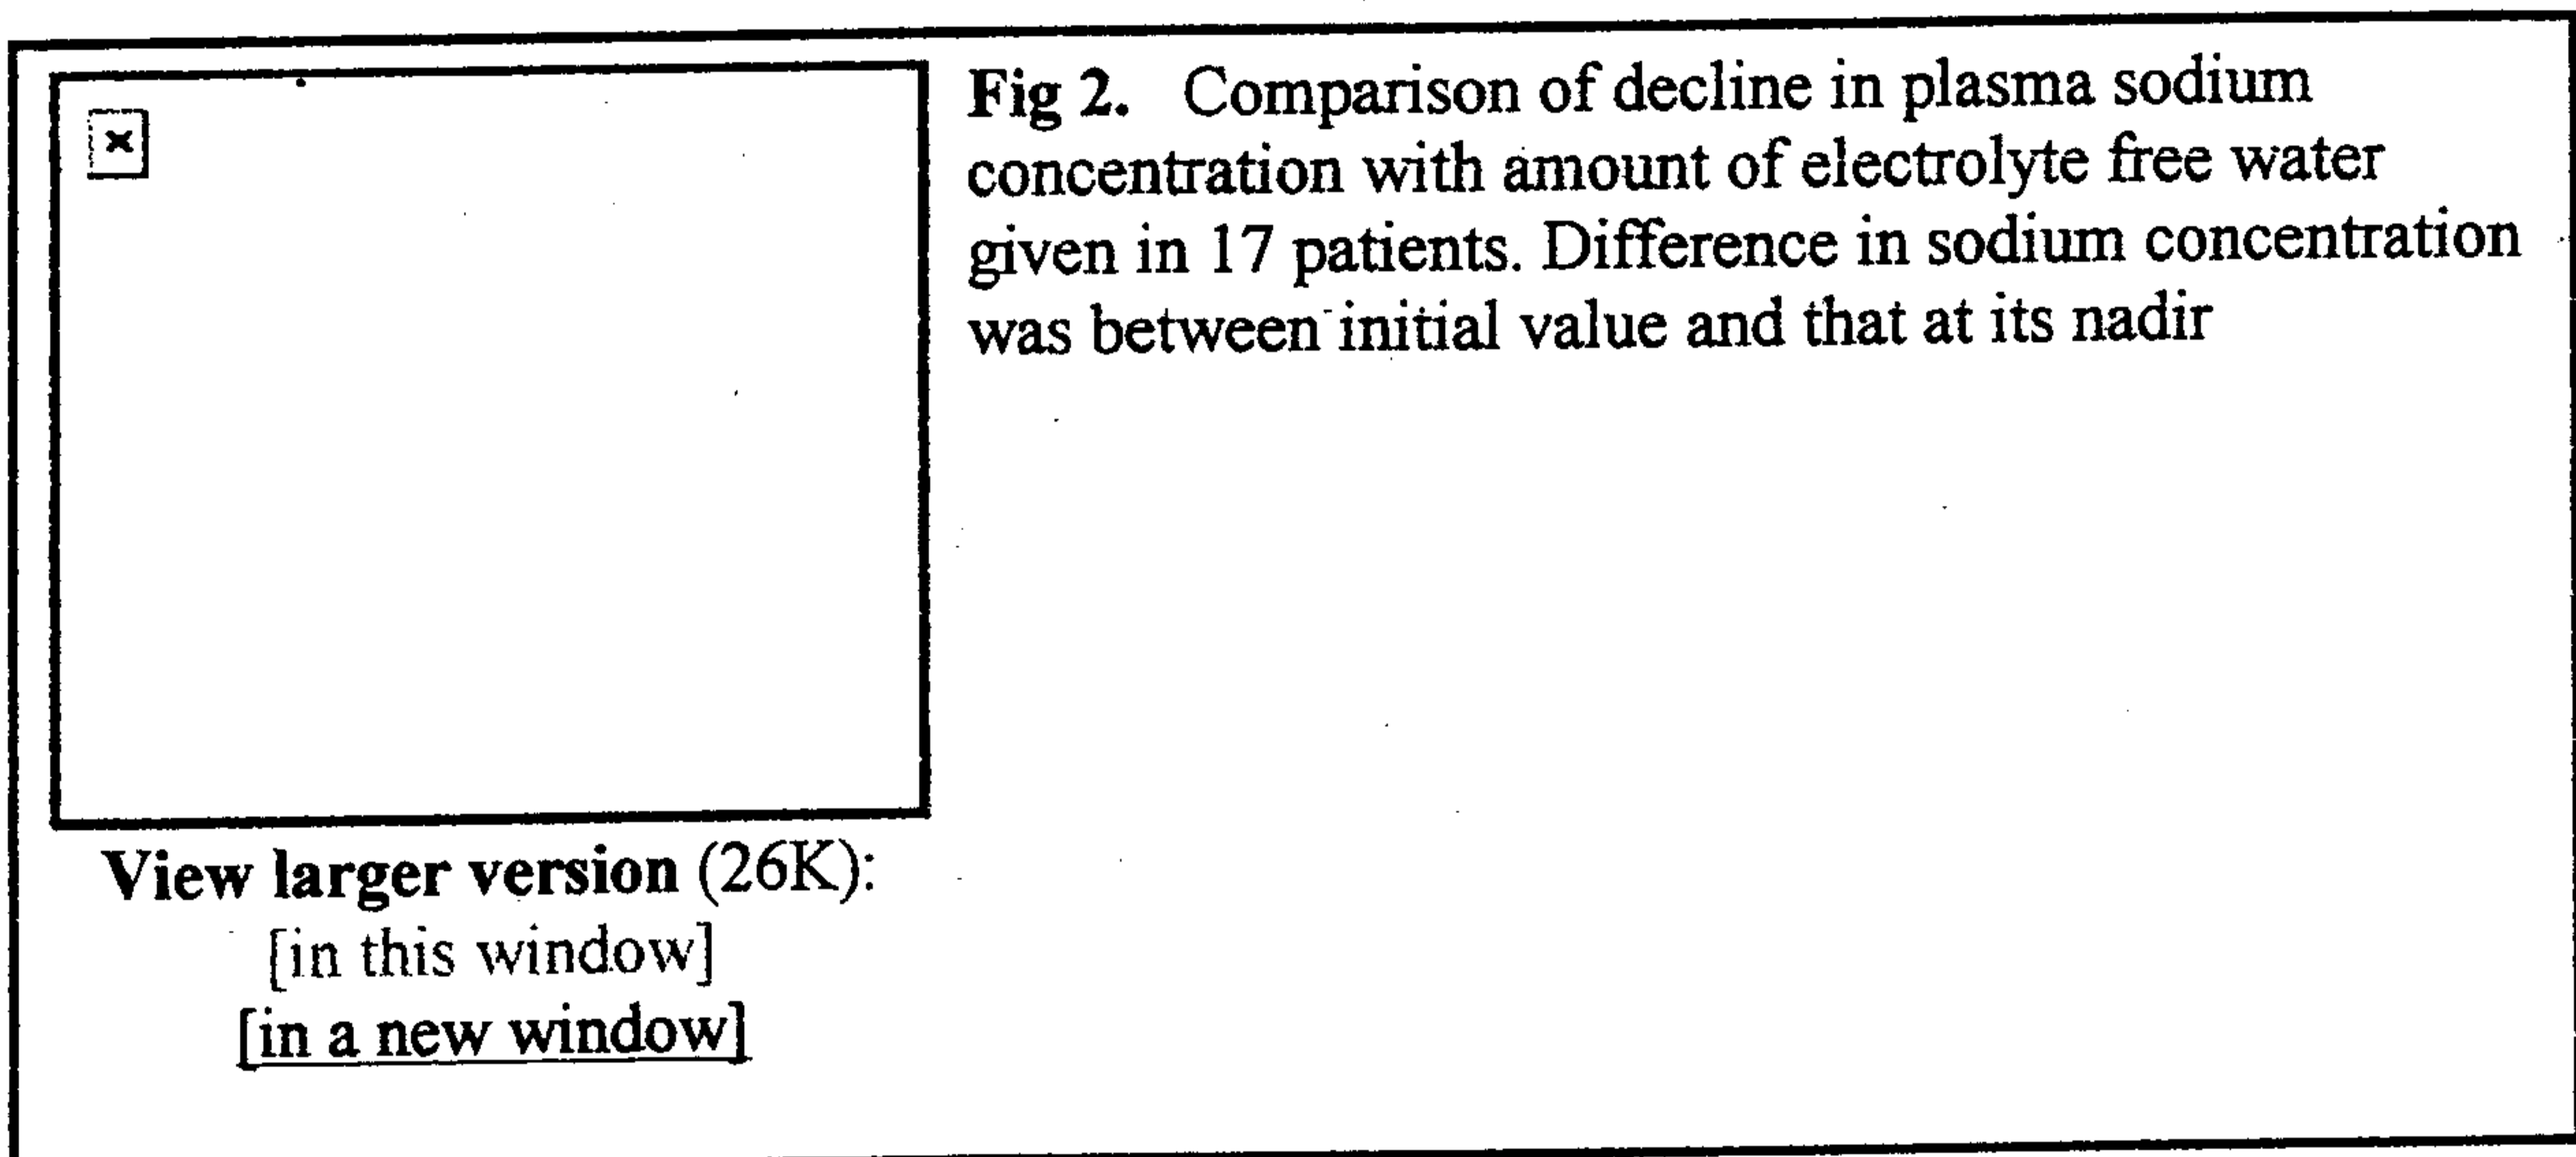 Fig 2. Comparison of decline in plasma sodium
concentration with amount of electrolyte free water
given in 17 patients. Difference in sodium concentration
was between initial value and that at its nadir
View larger version (26K):
[in this window]
[in a new window]